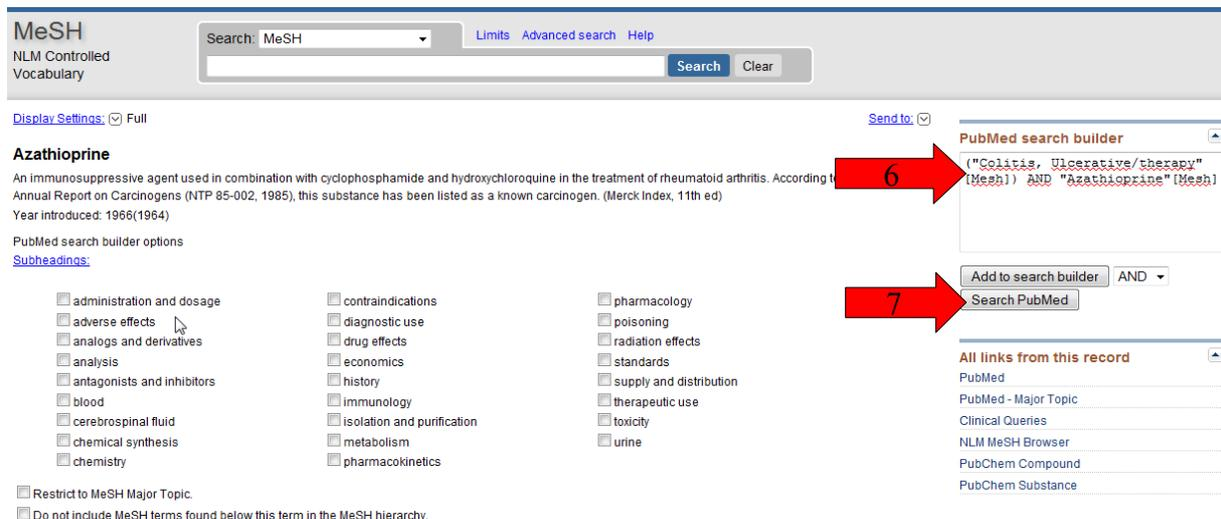 MeSH
NLM Controlled
Vocabulary
Search: MeSH
Limits Advanced search Help
Search Clear
Display Settings: Full
Send to:
Azathioprine
An immunosuppressive agent used in combination with cyclophosphamide and hydroxychloroquine in the treatment of rheumatoid arthritis. According to
Annual Report on Carcinogens (NTP 85-002, 1985), this substance has been listed as a known carcinogen. (Merck Index, 11th ed)
Year introduced: 1966(1964)
PubMed search builder options
Subheadings:
administration and dosage
adverse effects
analogs and derivatives
analysis
antagonists and inhibitors
blood
cerebrospinal fluid
chemical synthesis
chemistry
contraindications
diagnostic use
drug effects
economics
history
immunology
isolation and purification
metabolism
pharmacokinetics
pharmacology
poisoning
radiation effects
standards
supply and distribution
therapeutic use
toxicity
urine
Restrict to MeSH Major Topic.
Do not include MeSH terms found below this term in the MeSH hierarchy.
PubMed search builder
6
("Colitis, Ulcerative/therapy"
[Mesh]) AND "Azathioprine"[Mesh]
Add to search builder AND
7
Search PubMed
All links from this record
PubMed
PubMed - Major Topic
Clinical Queries
NLM MeSH Browser
PubChem Compound
PubChem Substance